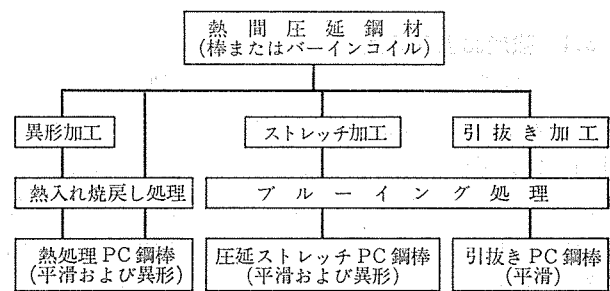 熱間圧延鋼材
(棒またはバーインコイル)
異形加工
ストレッチ加工
引抜き加工
熱入れ焼戻し処理
ブルーイング処理
熱処理PC鋼棒
(平滑および異形)
圧延ストレッチPC鋼棒
(平滑および異形)
引抜きPC鋼棒
(平滑)